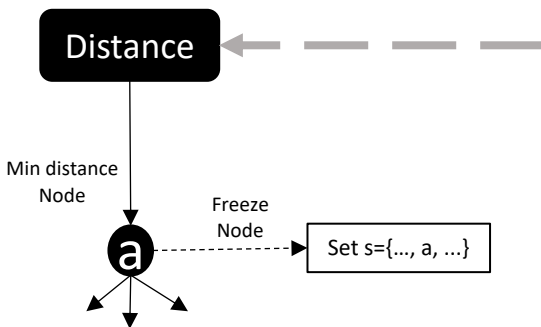 Distance
Min distance
Node
Freeze
Node
a
Set s={…, a, ...}